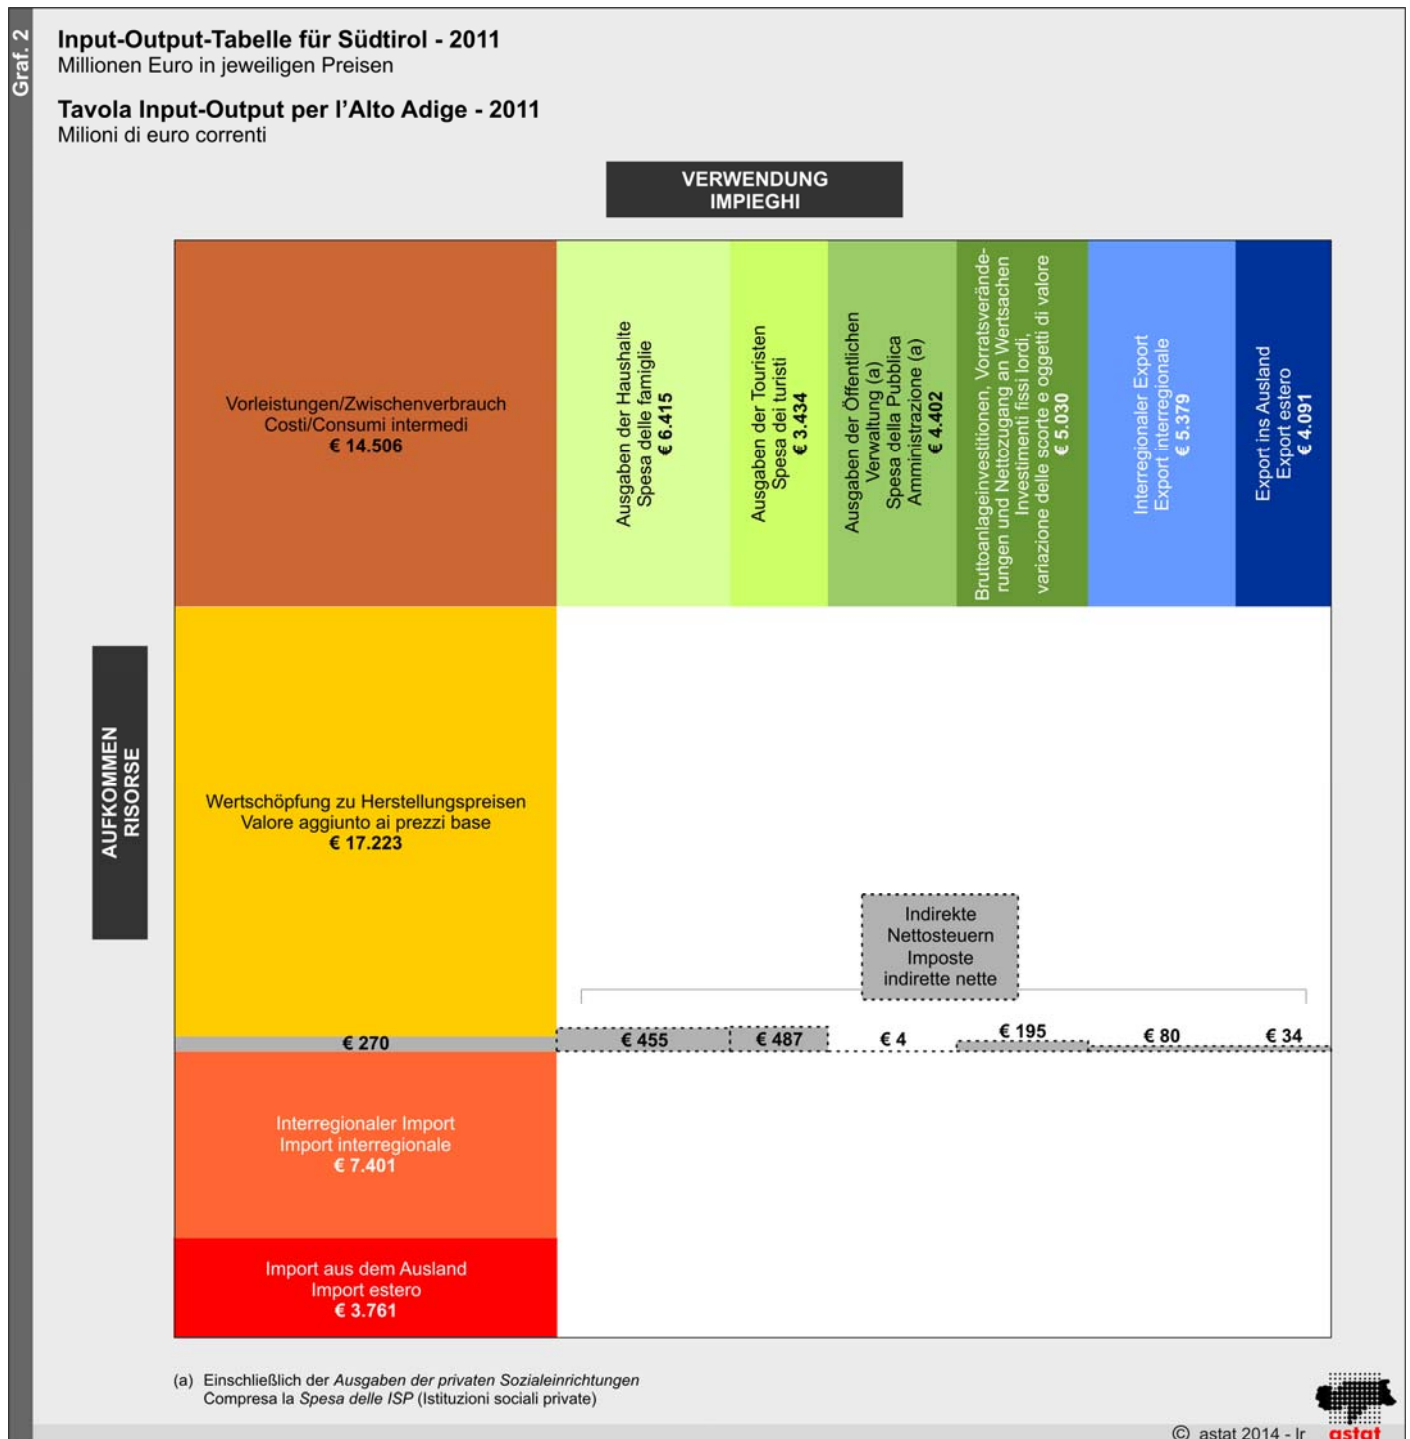 Graf. 2
Input-Output-Tabelle für Südtirol - 2011
Millionen Euro in jeweiligen Preisen
Tavola Input-Output per l'Alto Adige - 2011
Milioni di euro correnti
VERWENDUNG
IMPIEGHI
Vorleistungen/Zwischenverbrauch
Costi/Consumi intermedi
€ 14.506
Ausgaben der Haushalte
Spesa delle famiglie
€ 6.415
Ausgaben der Touristen
Spesa dei turisti
€ 3.434
Ausgaben der Öffentlichen
Verwaltung (a)
Spesa della Pubblica
Amministrazione (a)
€ 4.402
Bruttoanlageinvestitionen, Vorratsverände-
rungen und Nettozugang an Wertsachen
Investimenti fissi lordi,
variazione delle scorte e oggetti di valore
€ 5.030
Interregionaler Export
Export interregionale
€ 5.379
Export ins Ausland
Export estero
€ 4.091
AUFKOMMEN
RISORSE
Wertschöpfung zu Herstellungspreisen
Valore aggiunto ai prezzi base
€ 17.223
Indirekte
Nettosteuern
Imposte
indirette nette
€ 270
€ 455
€ 487
€ 4
€ 195
€ 80
€ 34
Interregionaler Import
Import interregionale
€ 7.401
Import aus dem Ausland
Import estero
€ 3.761
(a) Einschließlich der Ausgaben der privaten Sozialeinrichtungen
Compresa la Spesa delle ISP (Istituzioni sociali private)
© astat 2014 - lr
astat